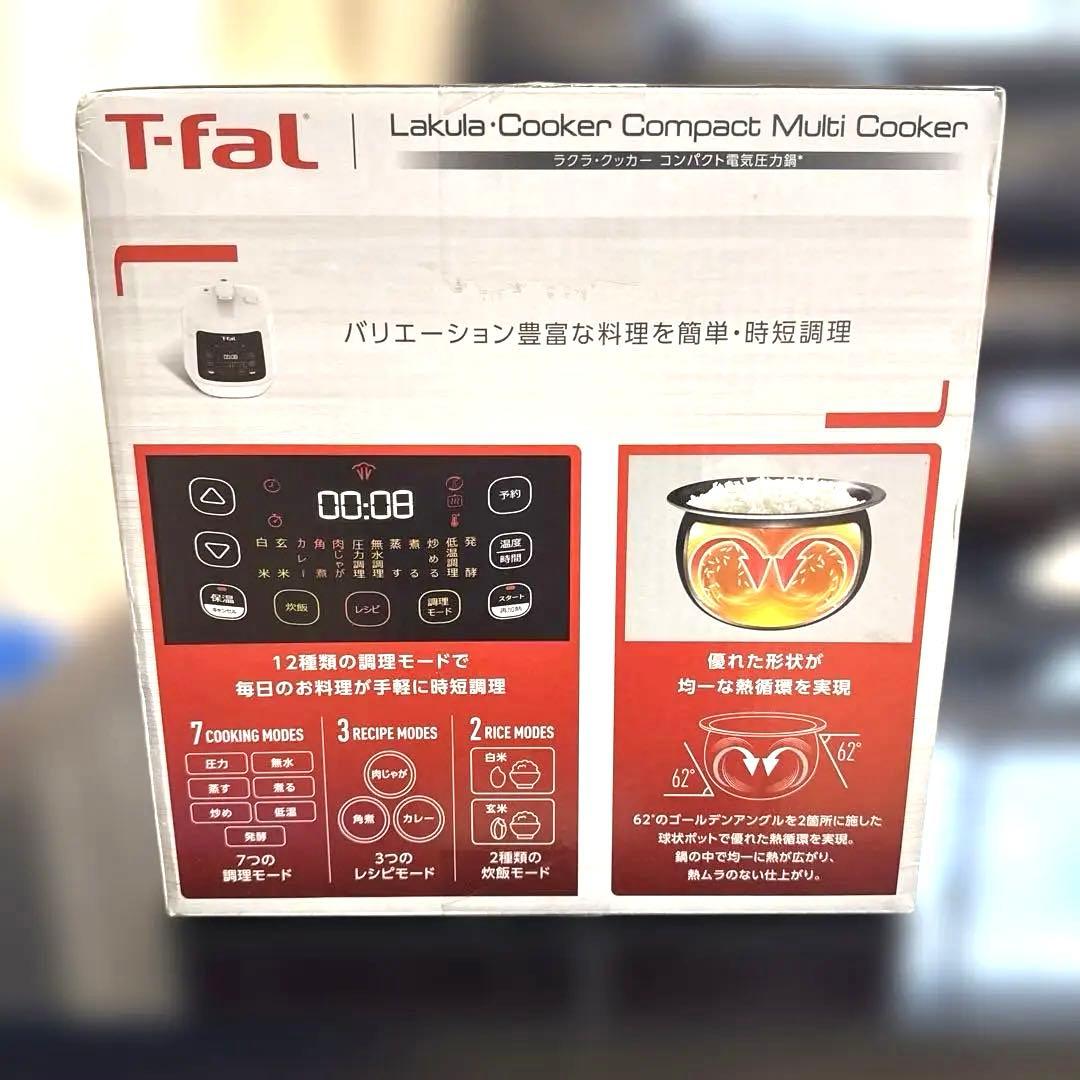 T-fal
Lakula·Cooker Compact Multi Cooker
ラクラ・クッカー コンパクト電気圧力鍋*
バリエーション豊富な料理を簡単・時短調理
T-fal
00:08
00:08
予約
温度
時間
白米 玄米 カレー 角煮 肉じゃが 圧力調理 無水調理 蒸す 煮る 炒める 低温調理 発酵
保温
キャンセル
炊飯
レシピ
調理
モード
スタート
再加熱
12種類の調理モードで
毎日のお料理が手軽に時短調理
7 COOKING MODES
圧力 無水
蒸す 煮る
炒め 低温
発酵
7つの
調理モード
3 RECIPE MODES
肉じゃが
角煮 カレー
3つの
レシピモード
2 RICE MODES
白米
玄米
2種類の
炊飯モード
優れた形状が
均一な熱循環を実現
62°
62°
62°のゴールデンアングルを2箇所に施した
球状ポットで優れた熱循環を実現。
鍋の中で均一に熱が広がり、
熱ムラのない仕上がり。